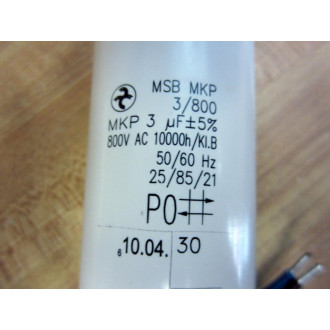 MSB MKP
3/800
MKP 3 µF±5%
800V AC 10000h/Kl.B
50/60 Hz
25/85/21
P0
6 10.04. 30